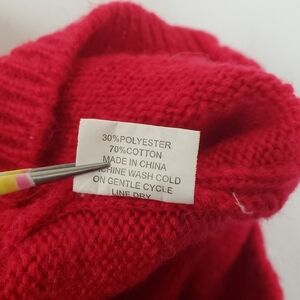 30%POLYESTER
70%COTTON
MADE IN CHINA
CHINE WASH COLD
ON GENTLE CYCLE
LINE DRY